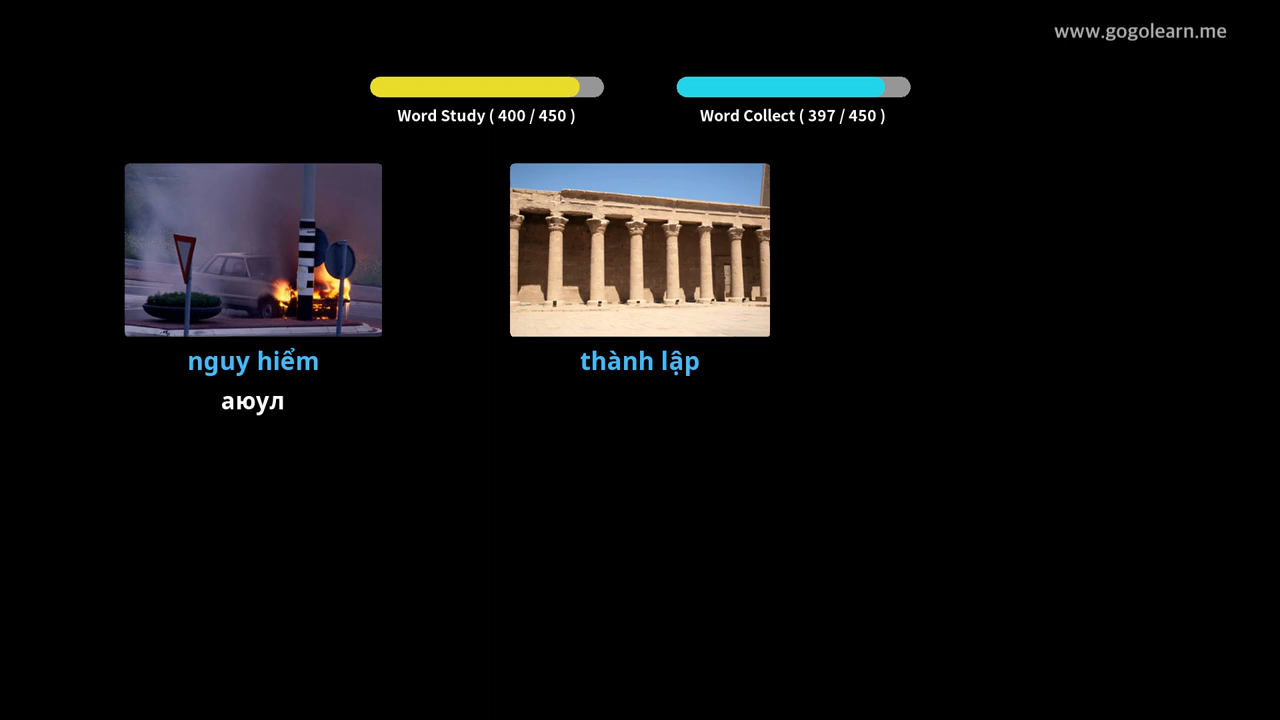 www.gogolearn.me
Word Study ( 400 / 450 )
Word Collect ( 397 / 450 )
nguy hiểm
аюул
thành lập